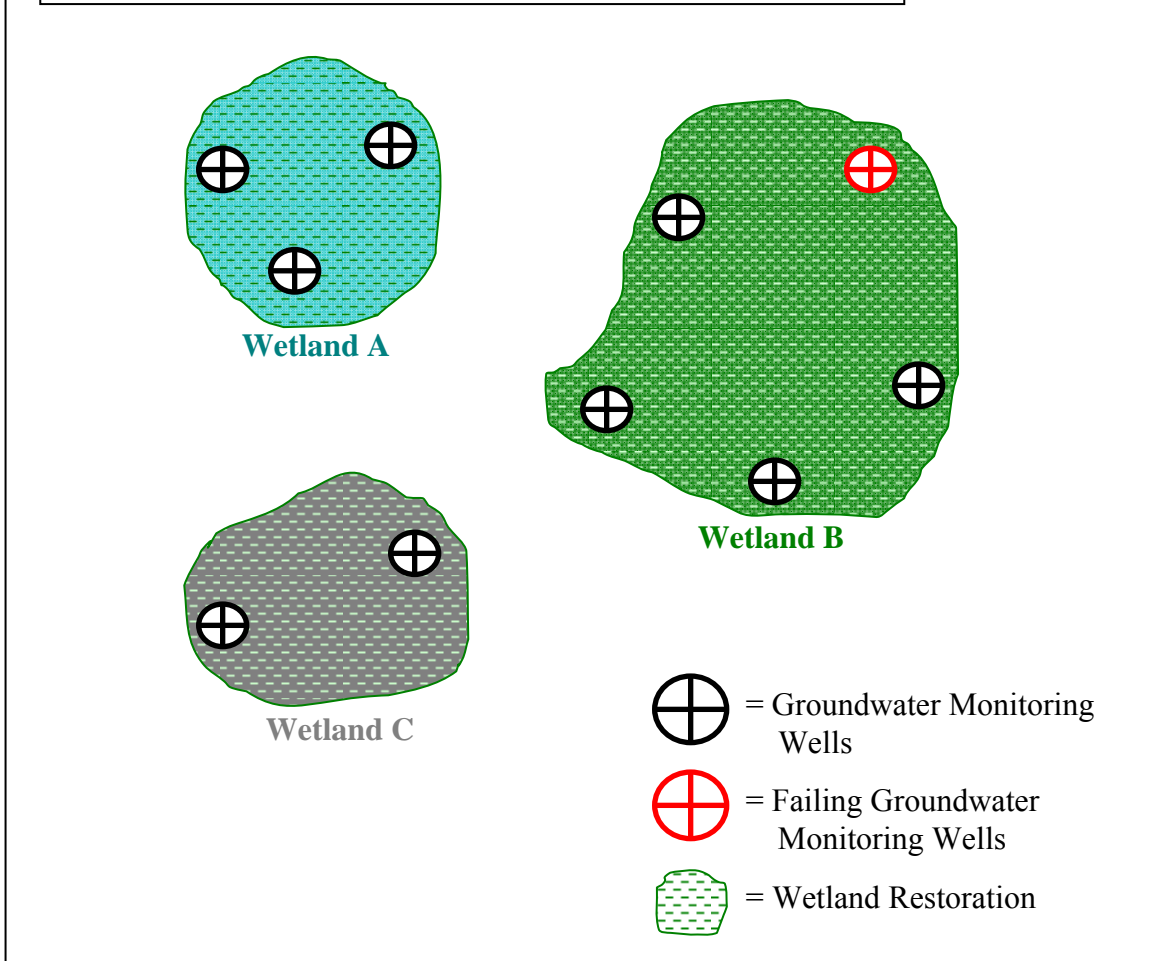 Wetland A
Wetland B
Wetland C
= Groundwater Monitoring
Wells
= Failing Groundwater
Monitoring Wells
= Wetland Restoration